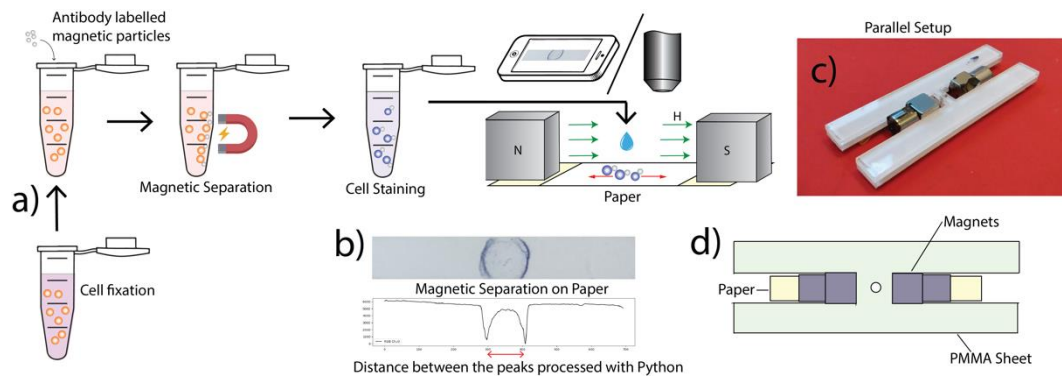 a)
Antibody labelled
magnetic particles
Magnetic Separation
Cell Staining
Cell fixation
N
H
S
Paper
b)
Magnetic Separation on Paper
Distance between the peaks processed with Python
Parallel Setup
c)
d)
Magnets
Paper
PMMA Sheet